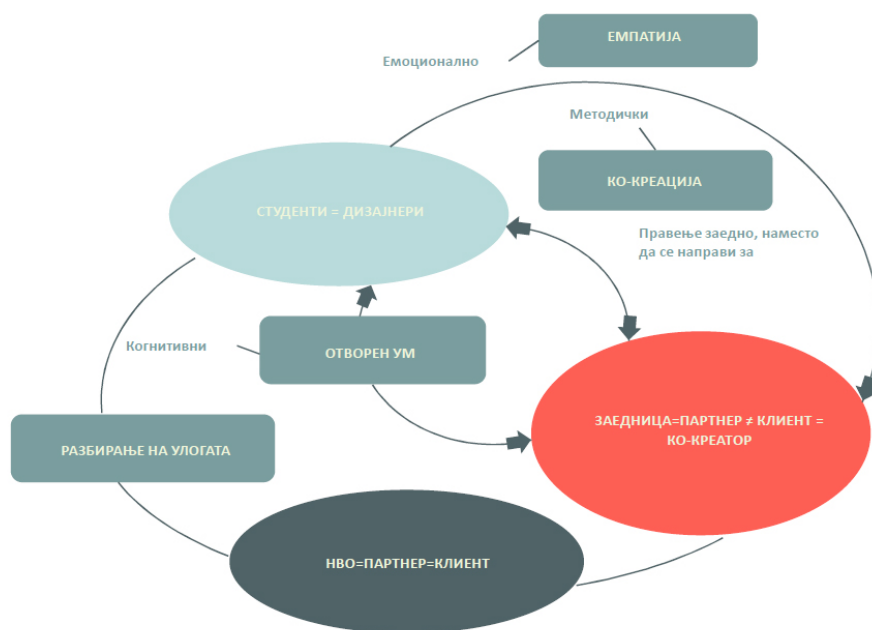 ЕМПАТИЈА
Емоционално
Методички
КО-КРЕАЦИЈА
СТУДЕНТИ = ДИЗАЈНЕРИ
Правење заедно, наместо
да се направи за
Когнитивни
ОТВОРЕН УМ
ЗАЕДНИЦА=ПАРТНЕР ≠ КЛИЕНТ =
КО-КРЕАТОР
РАЗБИРАЊЕ НА УЛОГАТА
НВО=ПАРТНЕР=КЛИЕНТ